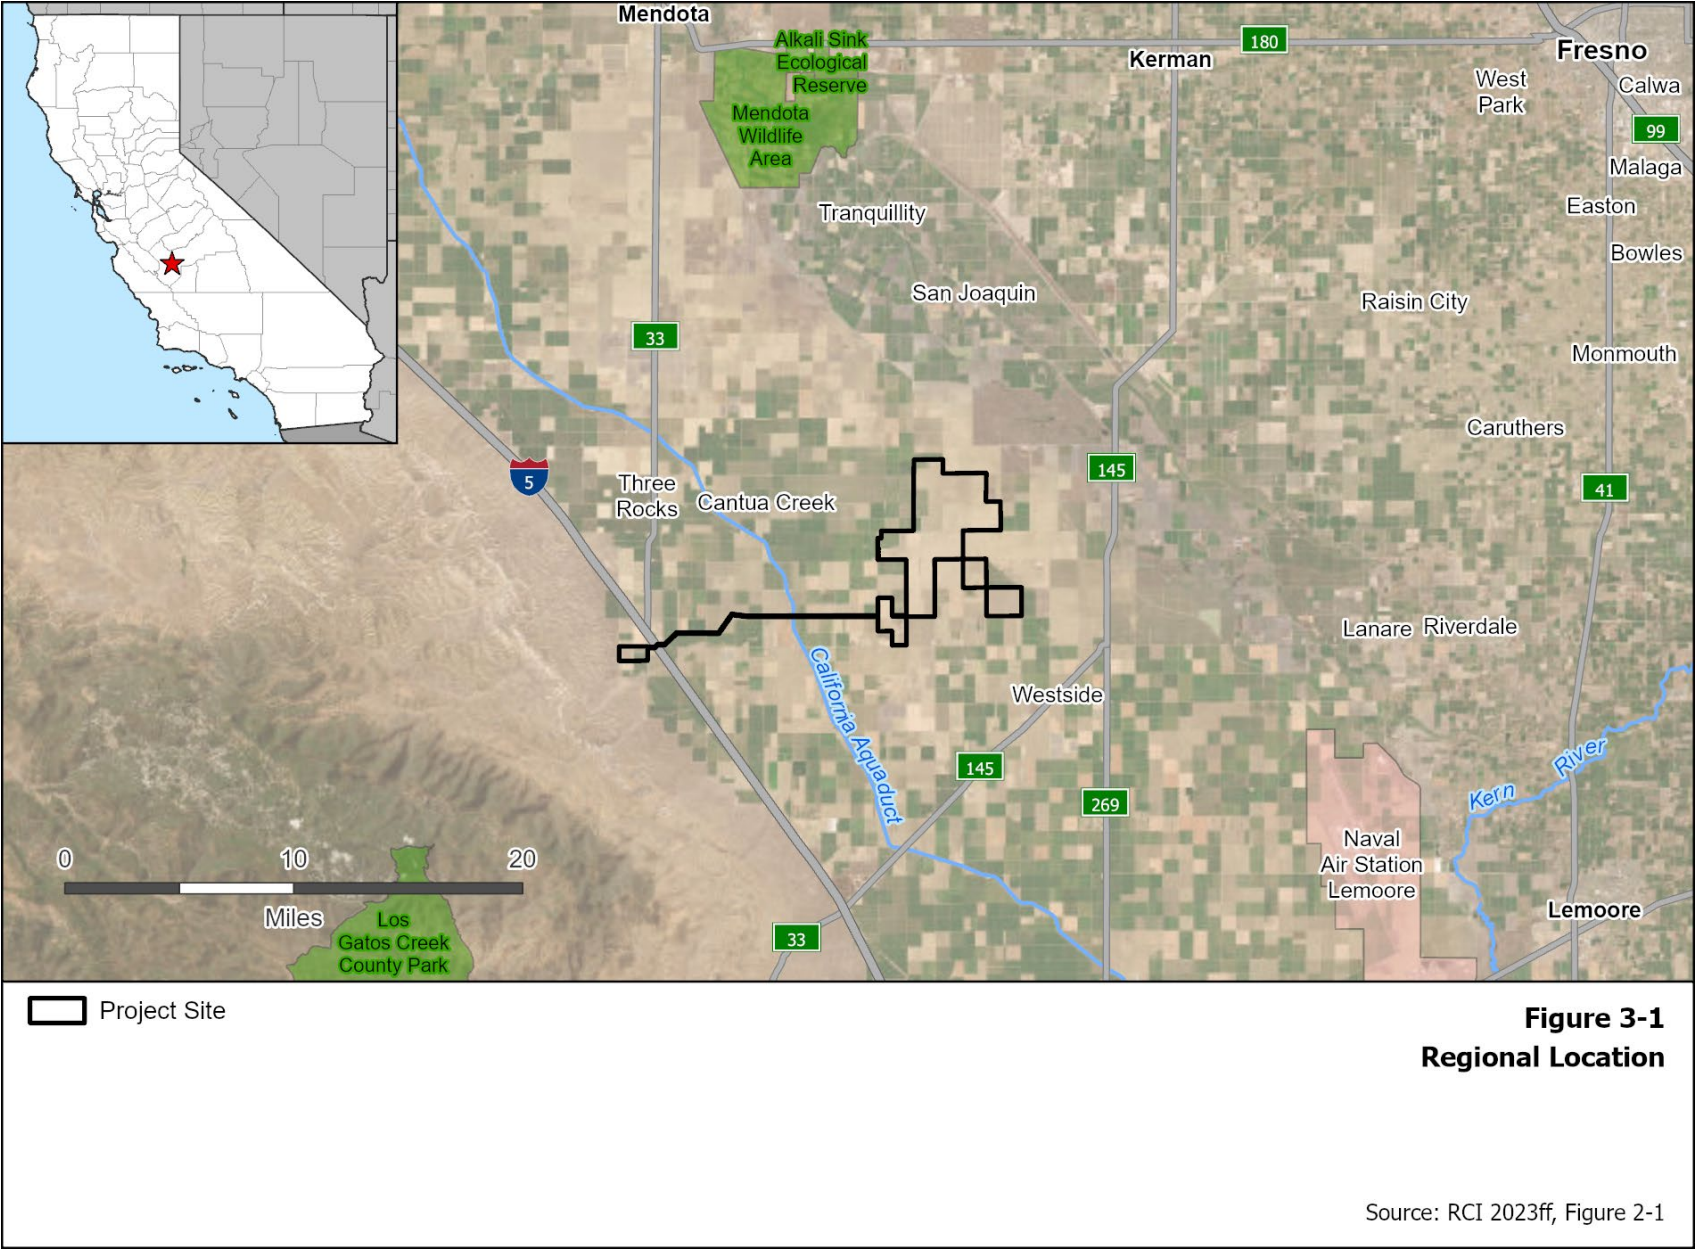 Mendota
Alkali Sink
Ecological
Reserve
Mendota
Wildlife
Area
180
Kerman
Fresno
West
Park
Calwa
99
Malaga
Easton
Bowles
Tranquillity
San Joaquin
Raisin City
33
Monmouth
Caruthers
5
Three
Rocks
Cantua Creek
145
41
Lanare
Riverdale
Westside
California Aquaduct
145
269
Kern River
Naval
Air Station
Lemoore
Lemoore
0 10 20
Miles
Los
Gatos Creek
County Park
33
Project Site
Figure 3-1
Regional Location
Source: RCI 2023ff, Figure 2-1